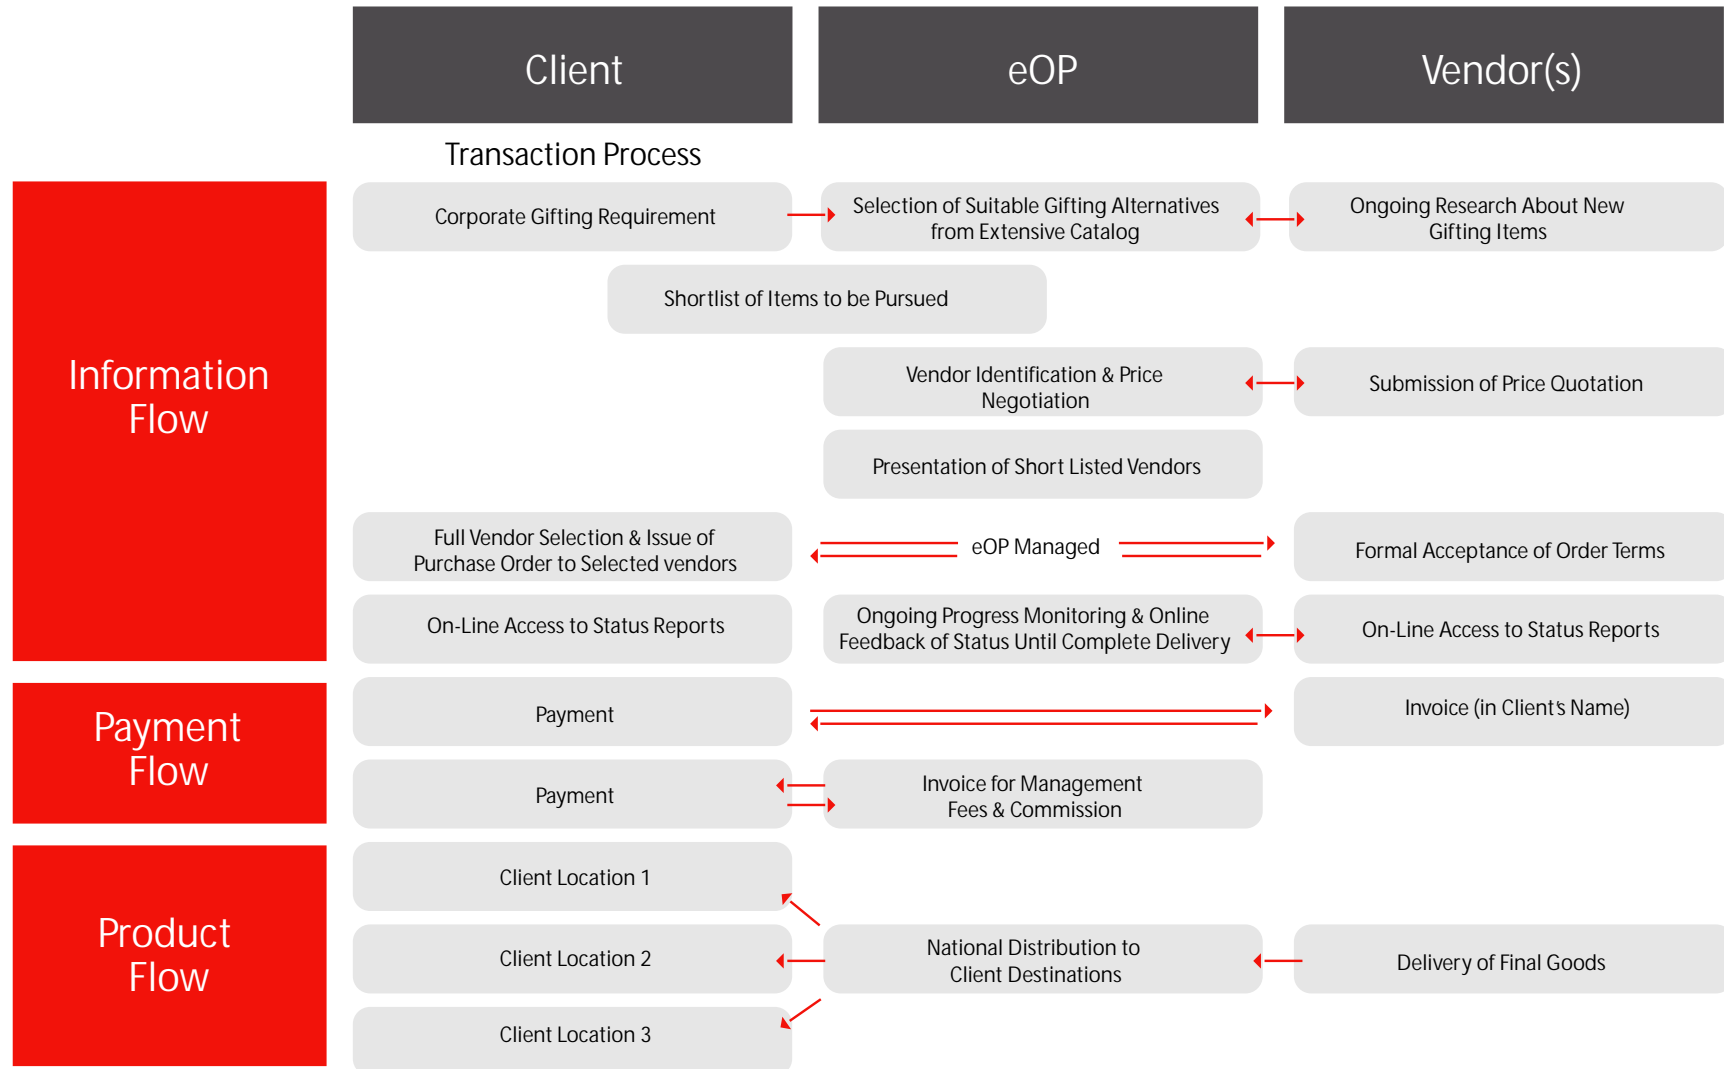 Client
eOP
Vendor(s)
Transaction Process
Information
Flow
Corporate Gifting Requirement
Selection of Suitable Gifting Alternatives
from Extensive Catalog
Ongoing Research About New
Gifting Items
Shortlist of Items to be Pursued
Vendor Identification & Price
Negotiation
Submission of Price Quotation
Presentation of Short Listed Vendors
Full Vendor Selection & Issue of
Purchase Order to Selected vendors
eOP Managed
Formal Acceptance of Order Terms
On-Line Access to Status Reports
Ongoing Progress Monitoring & Online
Feedback of Status Until Complete Delivery
On-Line Access to Status Reports
Payment
Flow
Payment
Invoice (in Client's Name)
Payment
Invoice for Management
Fees & Commission
Product
Flow
Client Location 1
Client Location 2
National Distribution to
Client Destinations
Delivery of Final Goods
Client Location 3